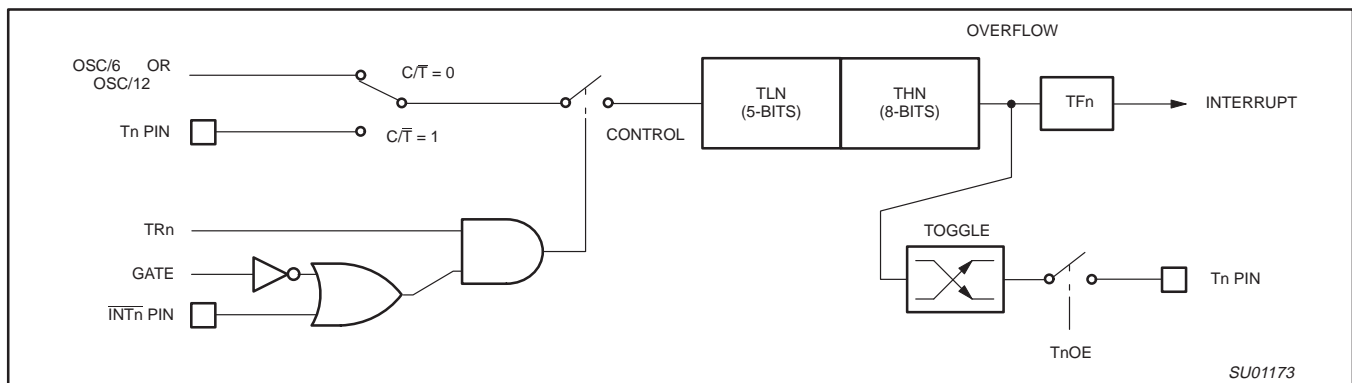 OVERFLOW
OSC/6 OR
OSC/12
C/T̅ = 0
TLN
(5-BITS)
THN
(8-BITS)
TFn
INTERRUPT
Tn PIN
C/T̅ = 1
CONTROL
TRn
TOGGLE
GATE
Tn PIN
I̅N̅T̅n̅ PIN
TnOE
SU01173